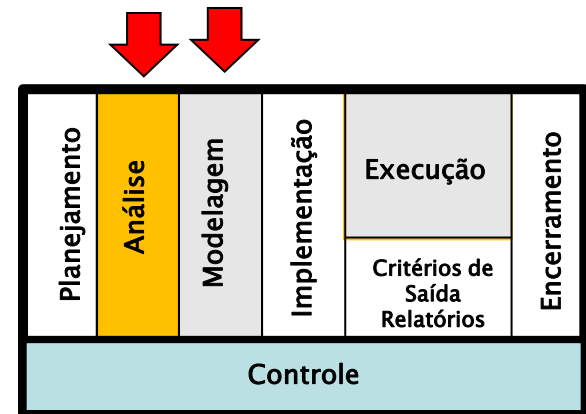 Planejamento
Análise
Modelagem
Implementação
Execução
Critérios de
Saída
Relatórios
Encerramento
Controle